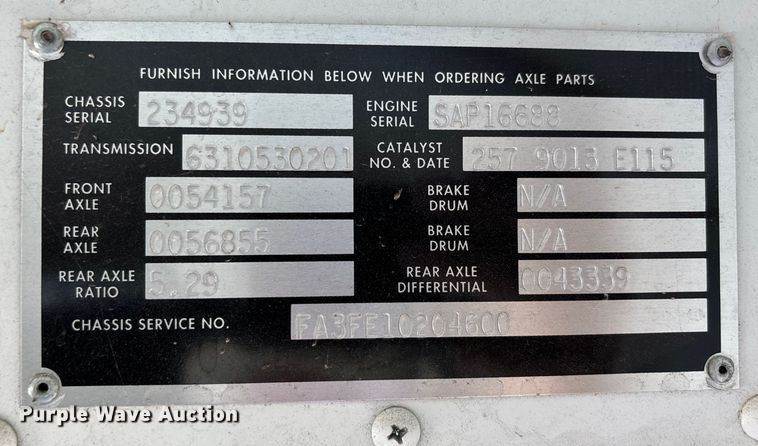 FURNISH INFORMATION BELOW WHEN ORDERING AXLE PARTS
CHASSIS SERIAL 234939 ENGINE SERIAL SAP16688
TRANSMISSION 6310530201 CATALYST NO. & DATE 257 9013 E115
FRONT AXLE 0054157 BRAKE DRUM N/A
REAR AXLE 0056855 BRAKE DRUM N/A
REAR AXLE RATIO 5.29 REAR AXLE DIFFERENTIAL 0043339
CHASSIS SERVICE NO. FA3FE10204600
Purple Wave Auction